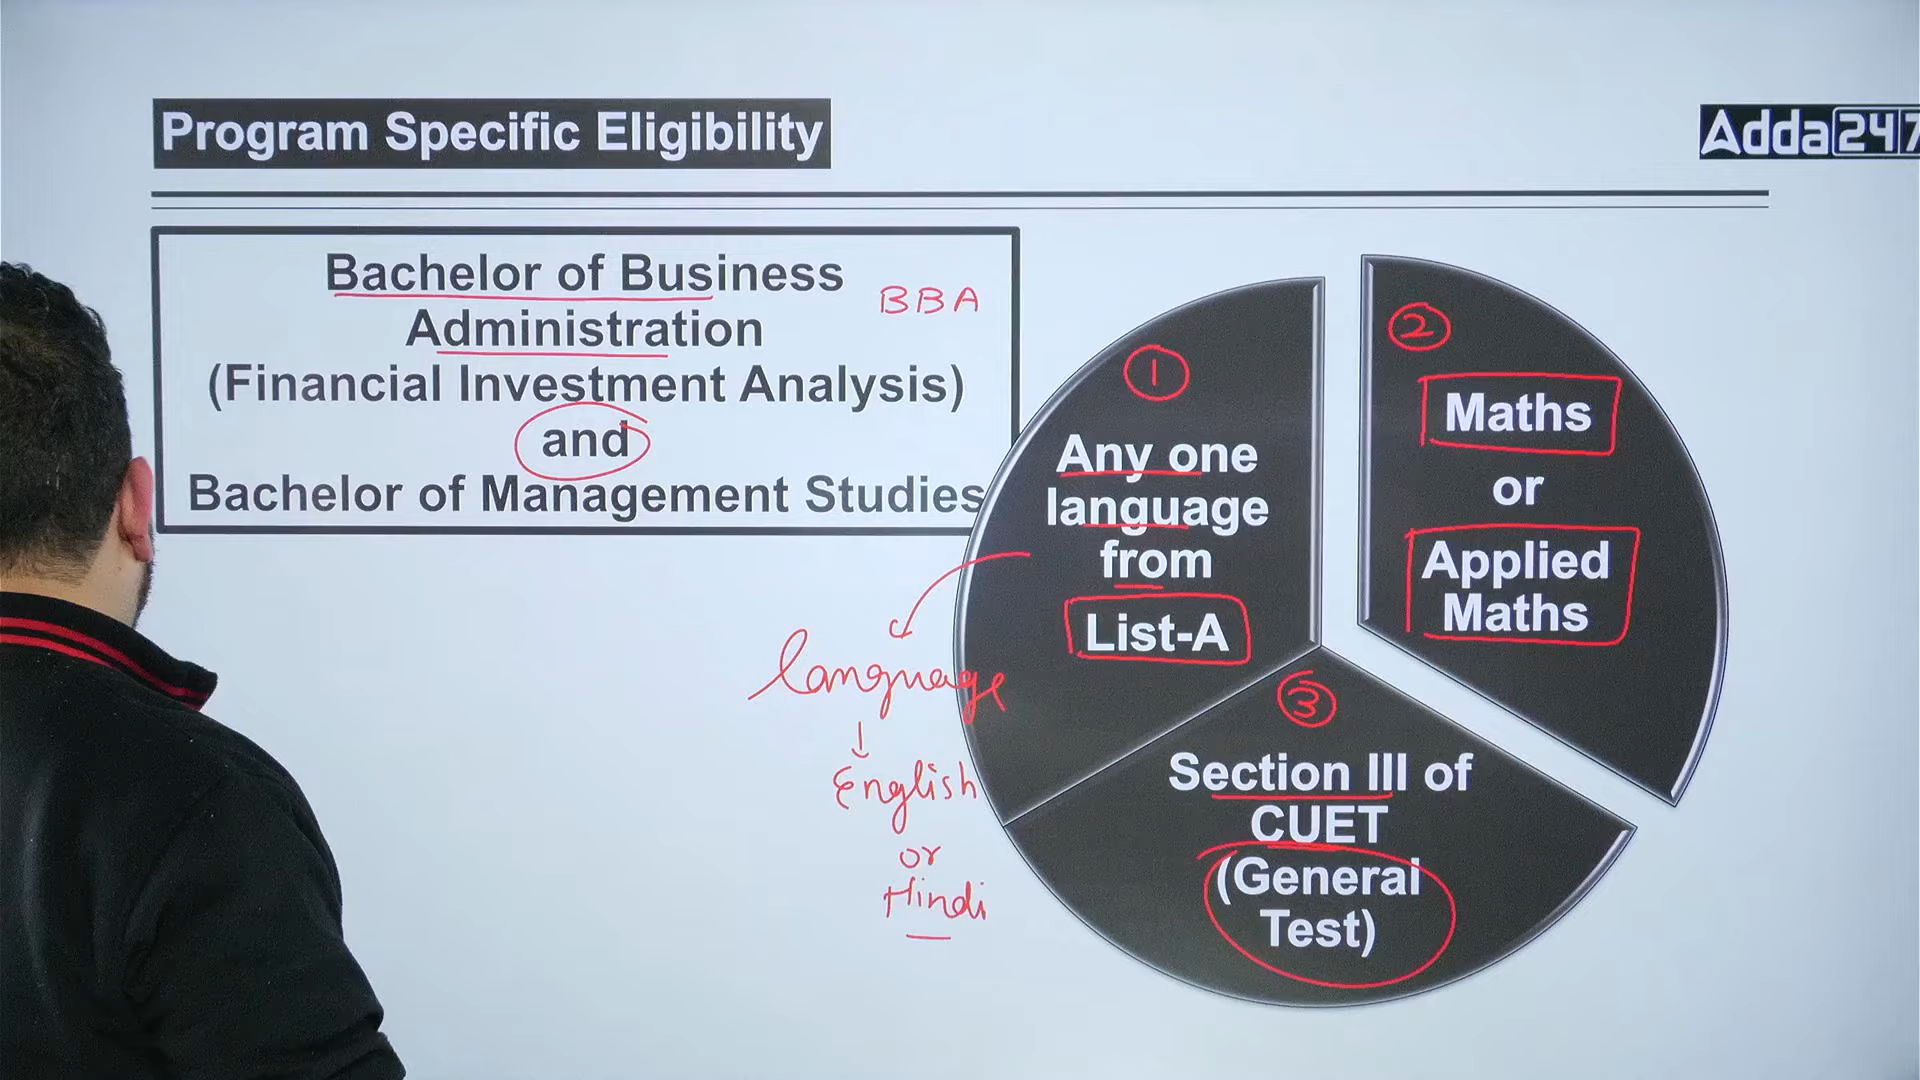 Program Specific Eligibility
Adda247
Bachelor of Business
Administration
(Financial Investment Analysis)
and
Bachelor of Management Studies
BBA
1
Any one
language
from
List-A
2
Maths
or
Applied
Maths
3
Section III of
CUET
(General
Test)
language
English
or
Hindi